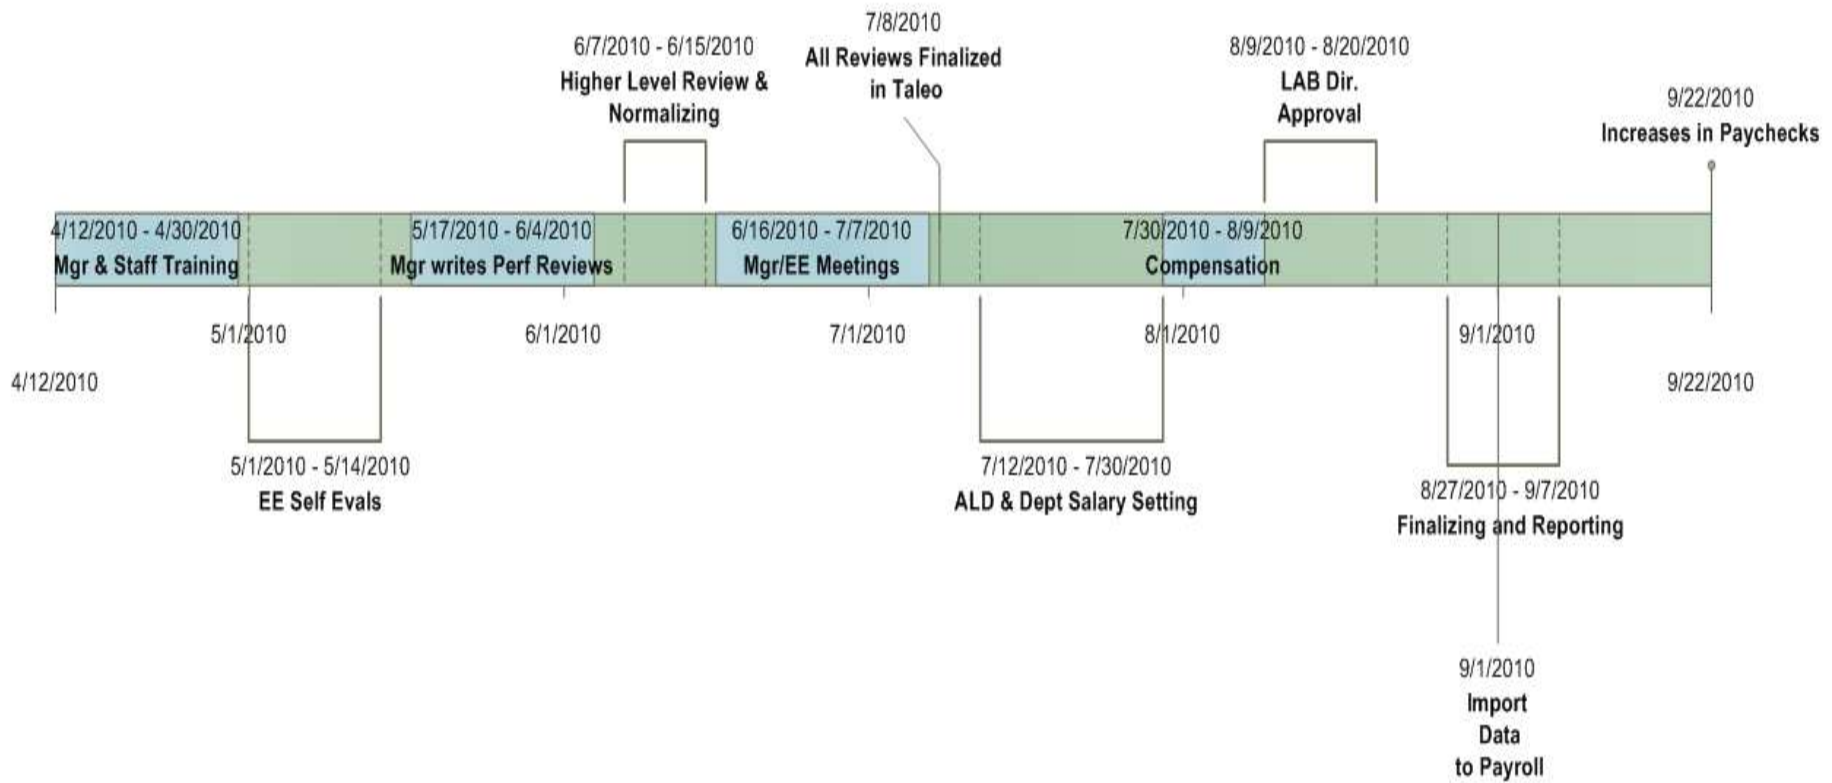 7/8/2010
All Reviews Finalized
in Taleo
6/7/2010 - 6/15/2010
Higher Level Review &
Normalizing
8/9/2010 - 8/20/2010
LAB Dir.
Approval
9/22/2010
Increases in Paychecks
4/12/2010 - 4/30/2010
Mgr & Staff Training
5/17/2010 - 6/4/2010
Mgr writes Perf Reviews
6/16/2010 - 7/7/2010
Mgr/EE Meetings
7/30/2010 - 8/9/2010
Compensation
5/1/2010
6/1/2010
7/1/2010
8/1/2010
9/1/2010
4/12/2010
9/22/2010
5/1/2010 - 5/14/2010
EE Self Evals
7/12/2010 - 7/30/2010
ALD & Dept Salary Setting
8/27/2010 - 9/7/2010
Finalizing and Reporting
9/1/2010
Import
Data
to Payroll